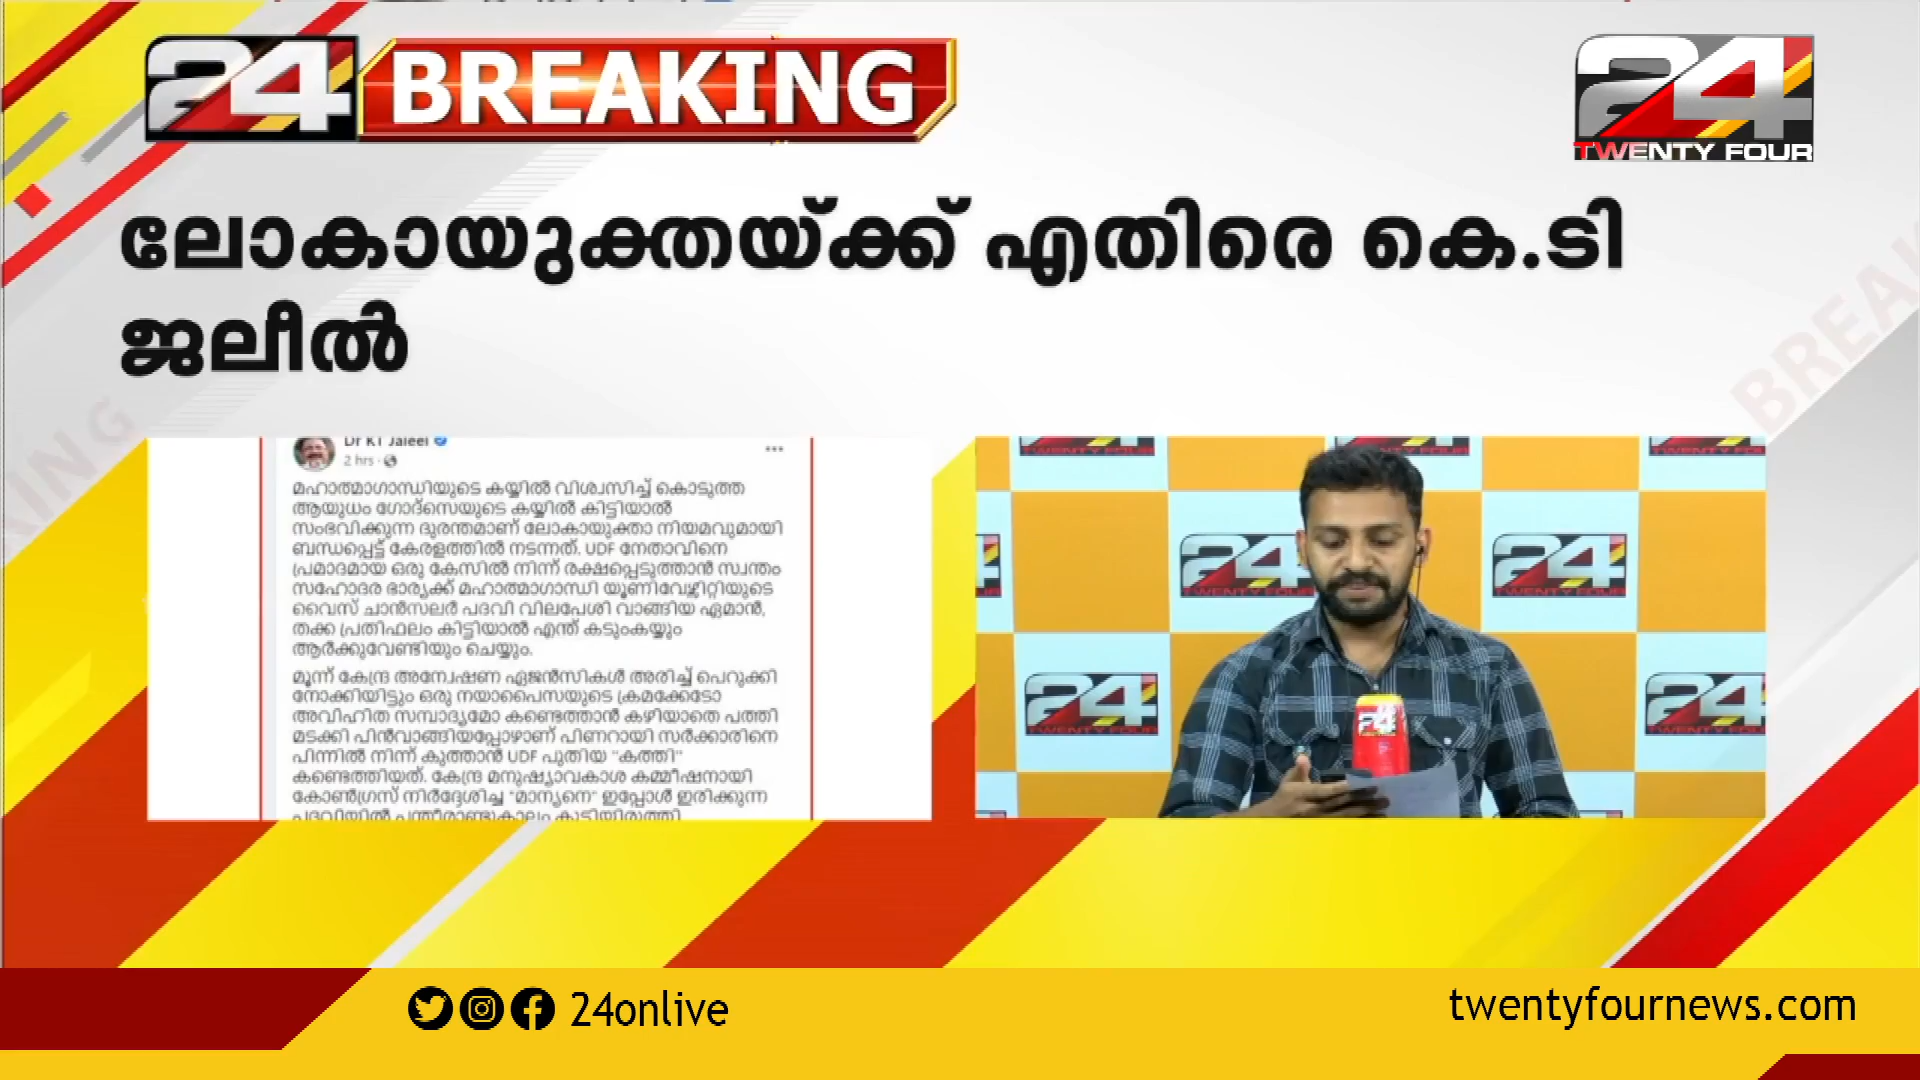 24 BREAKING
24
TWENTY FOUR
ലോകായുക്തയ്ക്ക് എതിരെ കെ.ടി
ജലീൽ
Dr KT Jaleel
2 hrs
മഹാത്മാഗാന്ധിയുടെ കയ്യിൽ വിശ്വസിച്ച് കൊടുത്ത
ആയുധം ഗോഡ്സെയുടെ കയ്യിൽ കിട്ടിയാൽ
സംഭവിക്കുന്ന ദുരന്തമാണ് ലോകായുക്താ നിയമവുമായി
ബന്ധപ്പെട്ട് കേരളത്തിൽ നടന്നത്. UDF നേതാവിനെ
പ്രമാദമായ ഒരു കേസിൽ നിന്ന് രക്ഷപ്പെടുത്താൻ സ്വന്തം
സഹോദര ഭാര്യക്ക് മഹാത്മാഗാന്ധി യൂണിവേഴ്സിറ്റിയുടെ
വൈസ് ചാൻസലർ പദവി വിലപേശി വാങ്ങിയ ഏമാൻ,
തക്ക പ്രതിഫലം കിട്ടിയാൽ എന്ത് കടുംകയ്യും
ആർക്കുവേണ്ടിയും ചെയ്യും.
മൂന്ന് കേന്ദ്ര അന്വേഷണ ഏജൻസികൾ അരിച്ച് പെറുക്കി
നോക്കിയിട്ടും ഒരു നയാപൈസയുടെ ക്രമക്കേടോ
അവിഹിത സമ്പാദ്യമോ കണ്ടെത്താൻ കഴിയാതെ പത്തി
മടക്കി പിൻവാങ്ങിയപ്പോഴാണ് പിണറായി സർക്കാരിനെ
പിന്നിൽ നിന്ന് കുത്താൻ UDF പുതിയ "കത്തി"
കണ്ടെത്തിയത്. കേന്ദ്ര മനുഷ്യാവകാശ കമ്മീഷനായി
കോൺഗ്രസ് നിർദ്ദേശിച്ച "മാന്യനെ" ഇപ്പോൾ ഇരിക്കുന്ന
പദവിയിൽ പന്തീരാണ്ടുകാലം കുടിയിരുത്തി
24onlive
twentyfournews.com